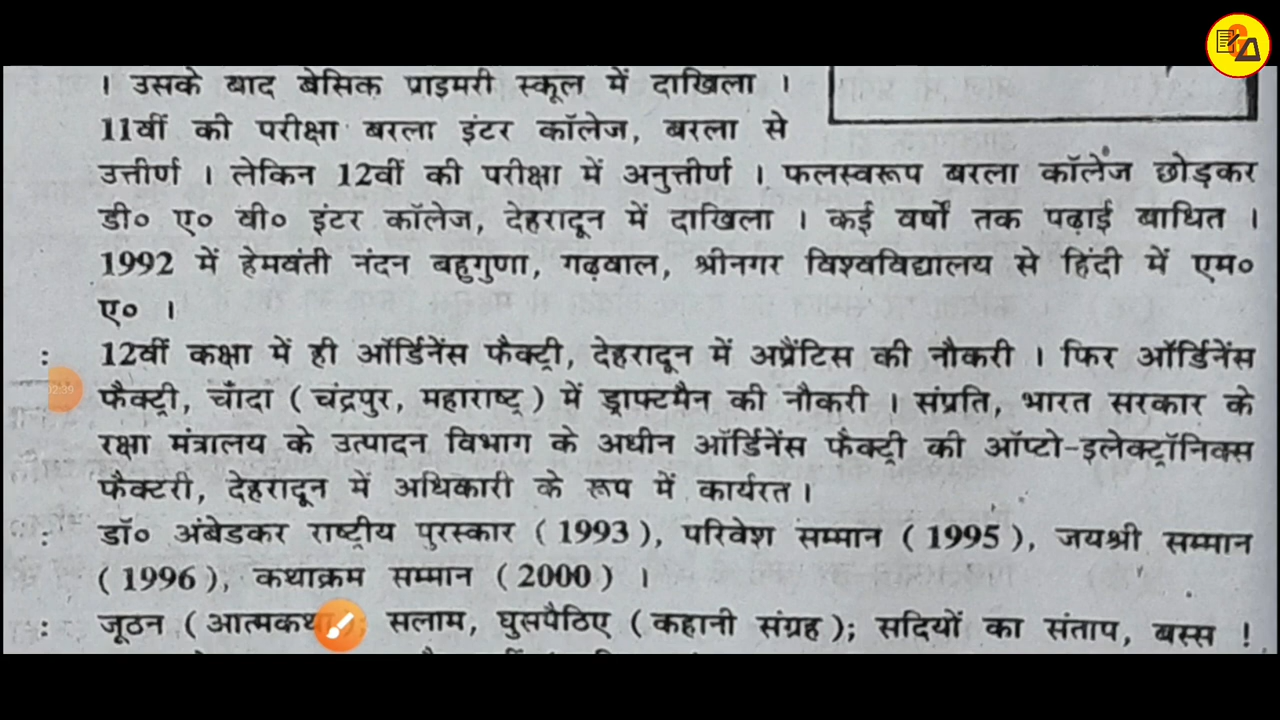 । उसके बाद बेसिक प्राइमरी स्कूल में दाखिला ।
11वीं की परीक्षा बरला इंटर कॉलेज, बरला से
उत्तीर्ण । लेकिन 12वीं की परीक्षा में अनुत्तीर्ण । फलस्वरूप बरला कॉलेज छोड़कर
डी० ए० वी० इंटर कॉलेज, देहरादून में दाखिला । कई वर्षों तक पढ़ाई बाधित ।
1992 में हेमवंती नंदन बहुगुणा, गढ़वाल, श्रीनगर विश्वविद्यालय से हिंदी में एम०
ए० ।
: 12वीं कक्षा में ही ऑर्डिनेंस फैक्ट्री, देहरादून में अप्रैंटिस की नौकरी । फिर ऑर्डिनेंस
02:39
फैक्ट्री, चाँदा ( चंद्रपुर, महाराष्ट्र ) में ड्राफ्टमैन की नौकरी । संप्रति, भारत सरकार के
रक्षा मंत्रालय के उत्पादन विभाग के अधीन ऑर्डिनेंस फैक्ट्री की ऑप्टो-इलेक्ट्रॉनिक्स
फैक्टरी, देहरादून में अधिकारी के रूप में कार्यरत ।
: डॉ० अंबेडकर राष्ट्रीय पुरस्कार ( 1993 ), परिवेश सम्मान ( 1995 ), जयश्री सम्मान
( 1996 ), कथाक्रम सम्मान ( 2000 ) ।
: जूठन ( आत्मकथा सलाम, घुसपैठिए ( कहानी संग्रह ); सदियों का संताप, बस्स !